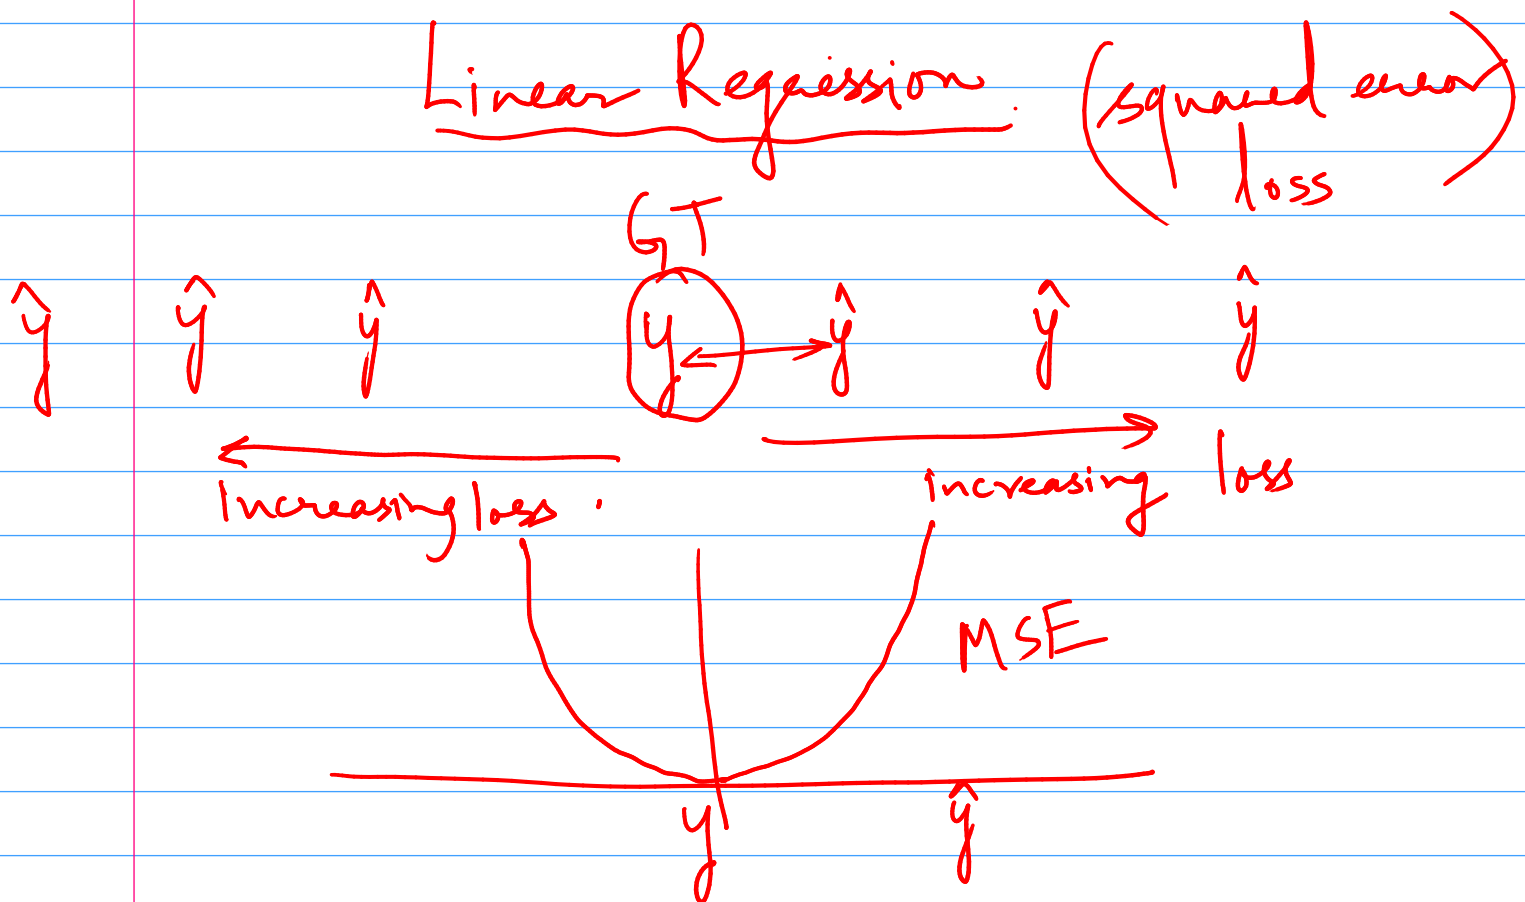 Linear Regression. (squared error
loss)
GT
ŷ ŷ ŷ y ŷ ŷ ŷ
increasing loss. increasing loss
MSE
y ŷ